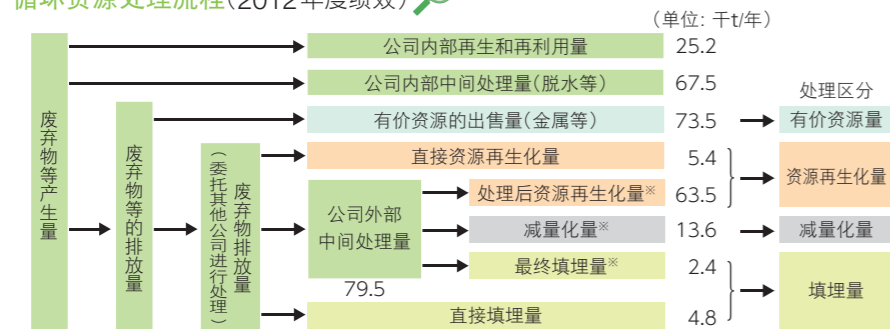 循环资源处理流程(2012年度绩效)
(单位: 千t/年)
废弃物等产生量
废弃物等的排放量
废弃物排放量
(委托其他公司进行处理)
公司内部再生和再利用量 25.2
公司内部中间处理量(脱水等) 67.5
处理区分
有价资源的出售量(金属等) 73.5 有价资源量
直接资源再生化量 5.4
资源再生化量
公司外部
中间处理量
79.5
处理后资源再生化量※ 63.5
减量化量※ 13.6 减量化量
最终填埋量※ 2.4
填埋量
直接填埋量 4.8